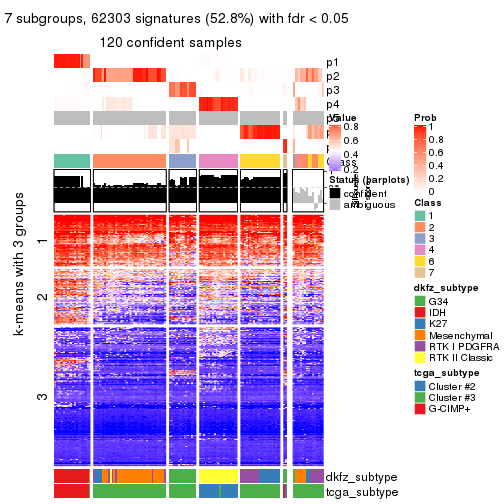 7 subgroups, 62303 signatures (52.8%) with fdr < 0.05
120 confident samples
p1
p2
p3
p4
Value
0.8
0.6
0.4
0.2
Status (barplots)
confident
ambiguous
Prob
1
0.8
0.6
0.4
0.2
0
Class
1
2
3
4
6
7
dkfz_subtype
G34
IDH
K27
Mesenchymal
RTK I PDGFRA
RTK II Classic
tcga_subtype
Cluster #2
Cluster #3
G-CIMP+
k-means with 3 groups
1
2
3
dkfz_subtype
tcga_subtype